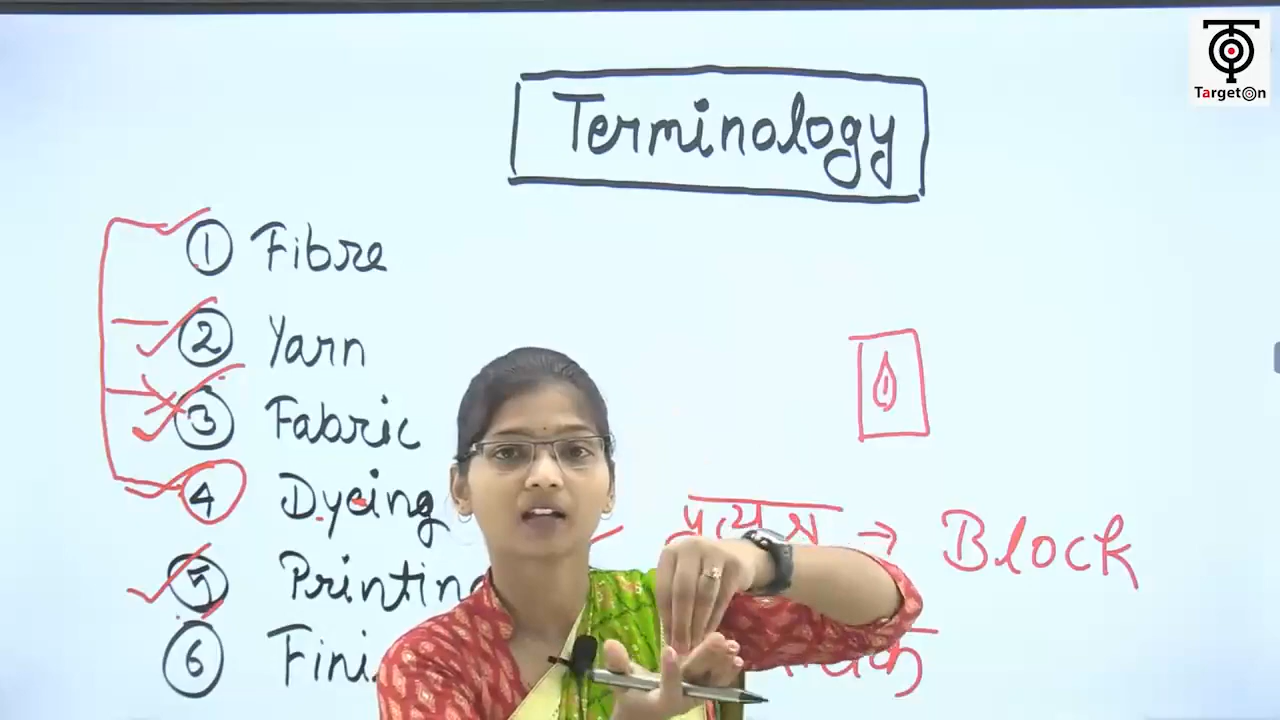 TargetOn
Terminology
① Fibre
② Yarn
③ Fabric
④ Dyeing
⑤ Printing
⑥ Fini
→ Block